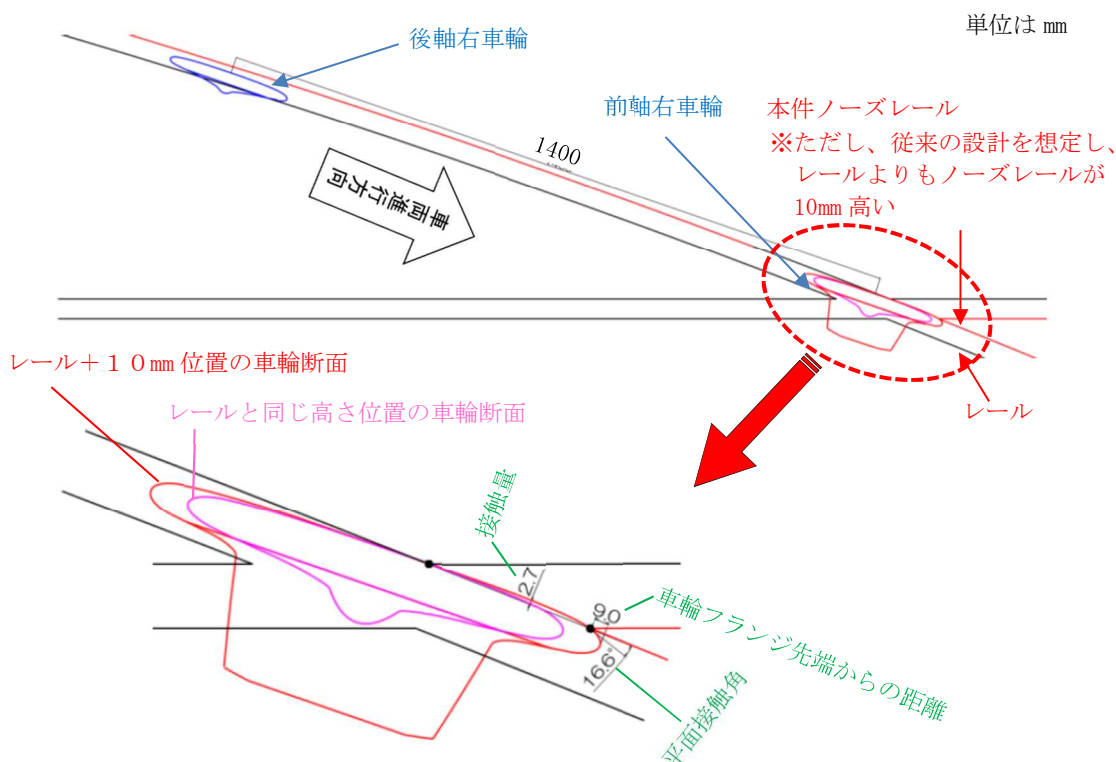 単位は mm
後軸右車輪
前軸右車輪
本件ノーズレール
※ただし、従来の設計を想定し、
レールよりもノーズレールが
10mm 高い
1400
車両進行方向
レール＋１０㎜位置の車輪断面
レールと同じ高さ位置の車輪断面
レール
接触量
2.7
9.0
車輪フランジ先端からの距離
16.6°
平面接触角